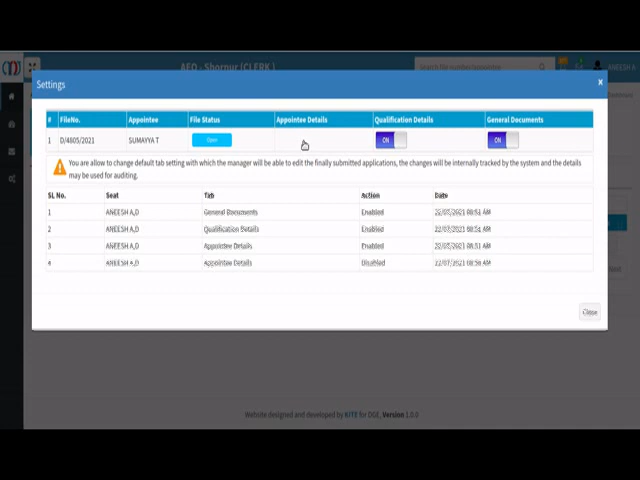 AEO - Shornur (CLERK )
Search file number/appointee
ANEESH A
Settings
x
# FileNo. Appointee File Status Appointee Details Qualification Details General Documents
1 D/4805/2021 SUMAYYA T Open ON ON
You are allow to change default tab setting with which the manager will be able to edit the finally submitted applications, the changes will be internally tracked by the system and the details
may be used for auditing.
SL No. Seat Tab Action Date
1 ANEESH A,D General Documents Enabled 22/07/2021 08:51 AM
2 ANEESH A,D Qualification Details Enabled 22/07/2021 08:51 AM
3 ANEESH A,D Appointee Details Enabled 22/07/2021 08:51 AM
4 ANEESH A,D Appointee Details Disabled 22/07/2021 08:56 AM
Close
Website designed and developed by KITE for DGE, Version 1.0.0